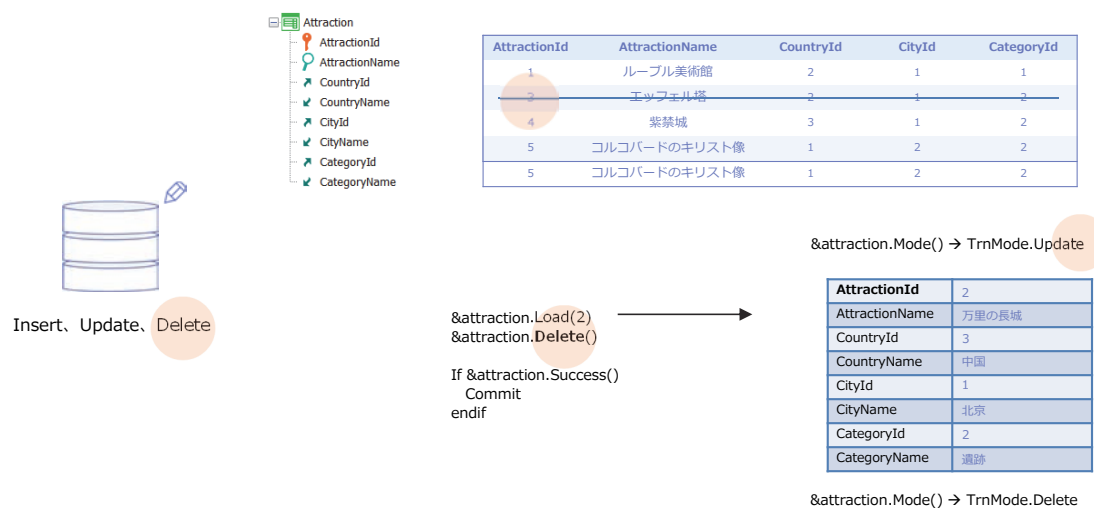 Attraction
AttractionId
AttractionName
CountryId
CountryName
CityId
CityName
CategoryId
CategoryName
AttractionId AttractionName CountryId CityId CategoryId
1 ルーブル美術館 2 1 1
3 エッフェル塔 2 1 2
4 紫禁城 3 1 2
5 コルコバードのキリスト像 1 2 2
5 コルコバードのキリスト像 1 2 2
Insert、Update、Delete
&attraction.Load(2)
&attraction.Delete()
If &attraction.Success()
Commit
endif
&attraction.Mode() → TrnMode.Update
AttractionId 2
AttractionName 万里の長城
CountryId 3
CountryName 中国
CityId 1
CityName 北京
CategoryId 2
CategoryName 遺跡
&attraction.Mode() → TrnMode.Delete